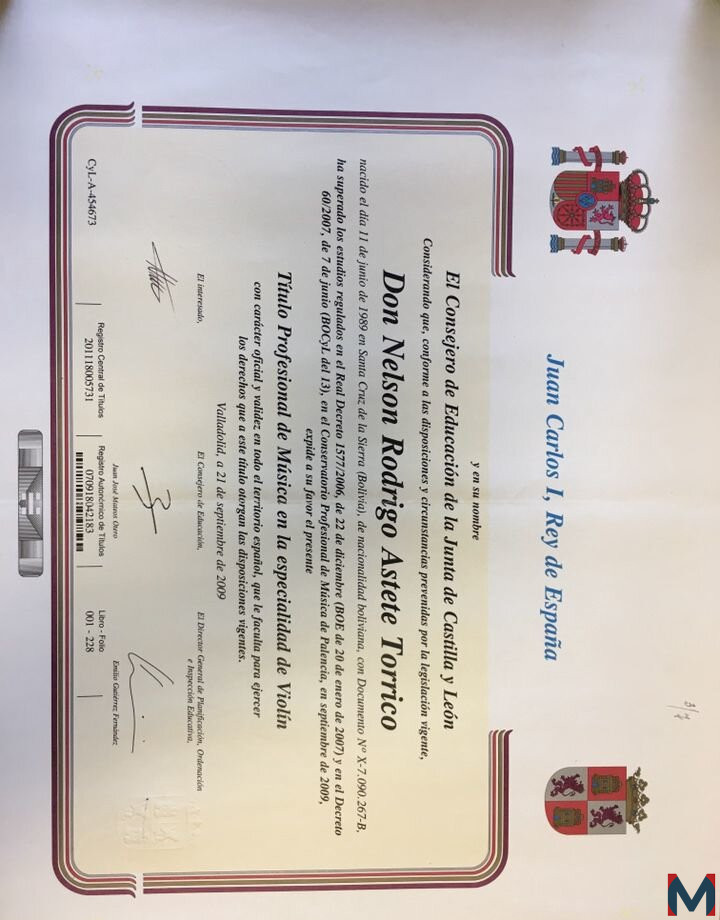 3/7
Juan Carlos I, Rey de España
y en su nombre
El Consejero de Educación de la Junta de Castilla y León
Considerando que, conforme a las disposiciones y circunstancias prevenidas por la legislación vigente,
Don Nelson Rodrigo Astete Torrico
nacido el día 11 de junio de 1989 en Santa Cruz de la Sierra (Bolivia), de nacionalidad boliviana, con Documento Nº X-7.090.267-B,
ha superado los estudios regulados en el Real Decreto 1577/2006, de 22 de diciembre (BOE de 20 de enero de 2007) y en el Decreto
60/2007, de 7 de junio (BOCyL del 13), en el Conservatorio Profesional de Música de Palencia, en septiembre de 2009,
expide a su favor el presente
Título Profesional de Música en la especialidad de Violín
con carácter oficial y validez en todo el territorio español, que le faculta para ejercer
los derechos que a este título otorgan las disposiciones vigentes.
Valladolid, a 21 de septiembre de 2009
El interesado,
El Consejero de Educación,
El Director General de Planificación, Ordenación
e Inspección Educativa,
Juan José Mateos Otero
Emilio Gutiérrez Fernández
CyL-A-454673
Registro Central de Títulos
201118005731
Registro Autonómico de Títulos
070918042183
Libro - Folio
001 - 228
M